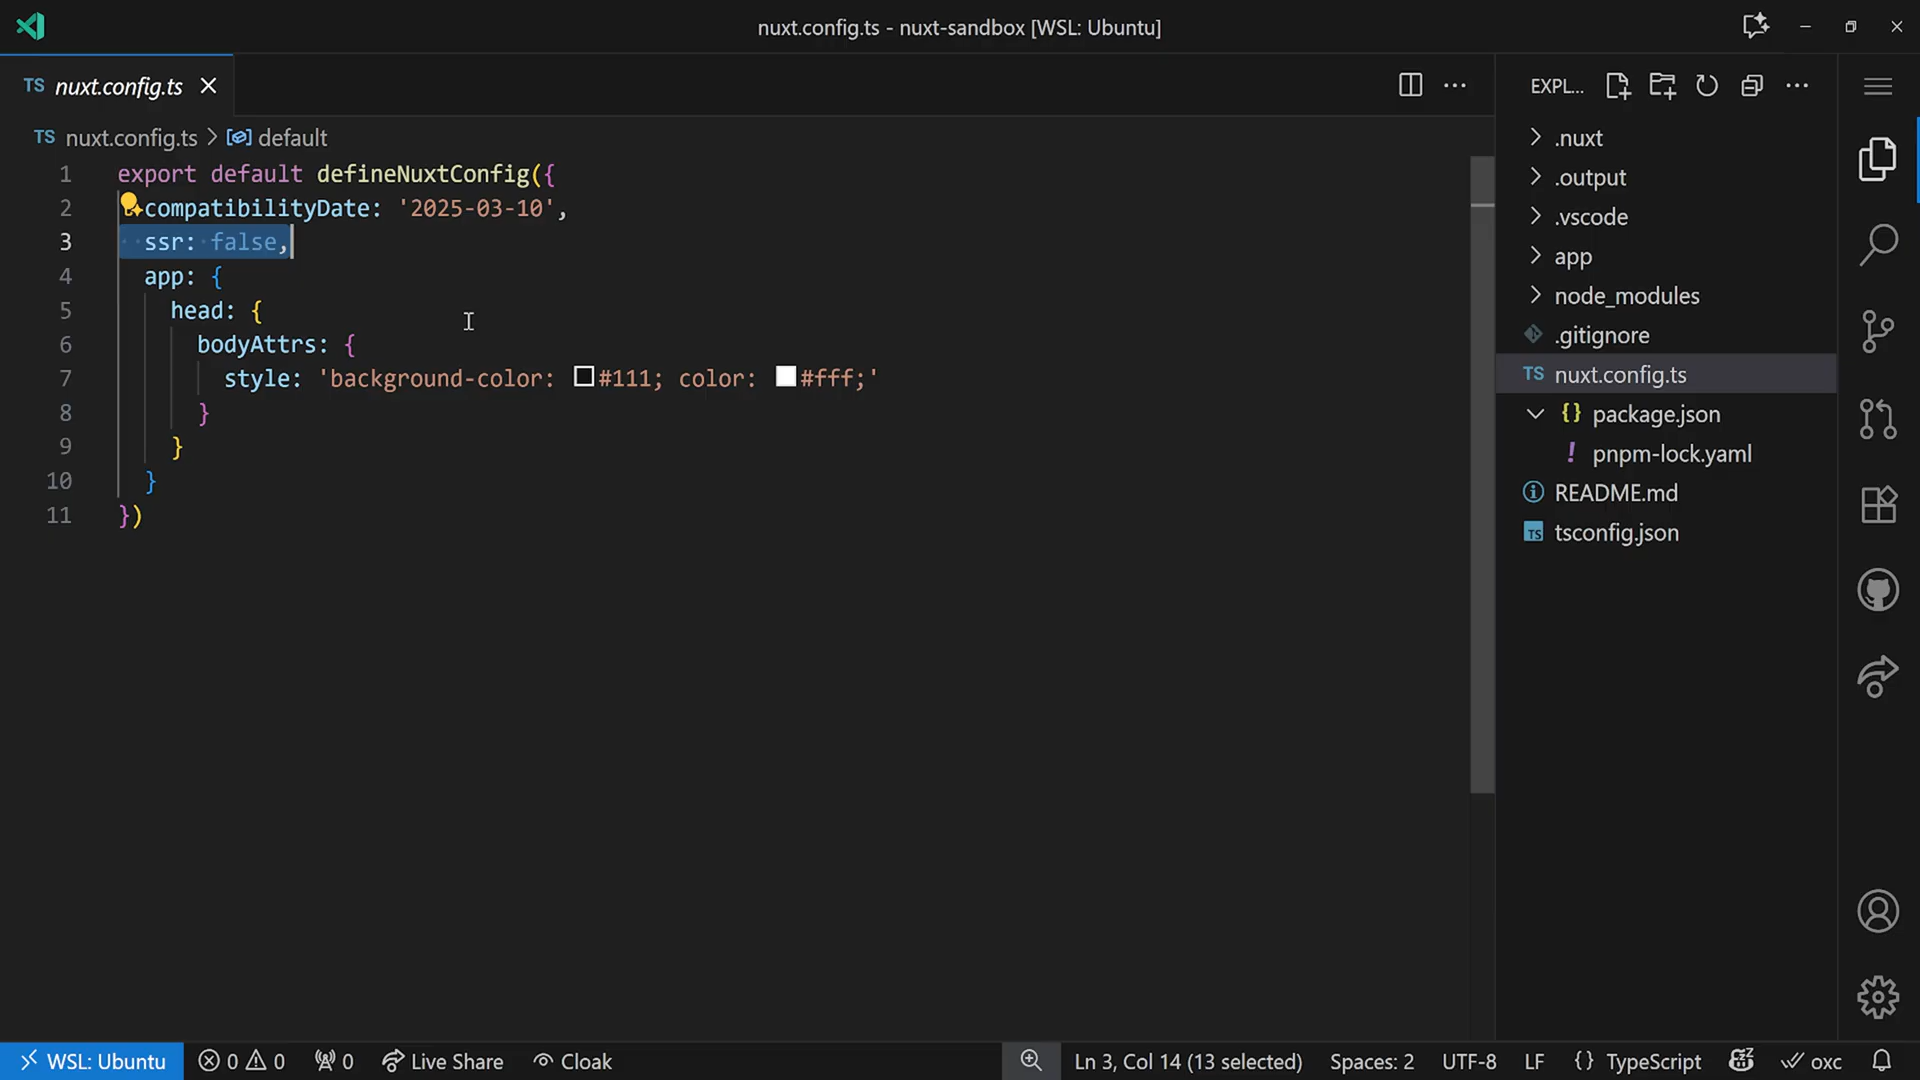 nuxt.config.ts - nuxt-sandbox [WSL: Ubuntu]
TS nuxt.config.ts
TS nuxt.config.ts > default
1 export default defineNuxtConfig({
2 compatibilityDate: '2025-03-10',
3 ssr: false,
4 app: {
5 head: {
6 bodyAttrs: {
7 style: 'background-color: #111; color: #fff;'
8 }
9 }
10 }
11 })
EXPL...
.nuxt
.output
.vscode
app
node_modules
.gitignore
TS nuxt.config.ts
{} package.json
! pnpm-lock.yaml
README.md
TS tsconfig.json
WSL: Ubuntu 0 0 0 Live Share Cloak Ln 3, Col 14 (13 selected) Spaces: 2 UTF-8 LF {} TypeScript oxc